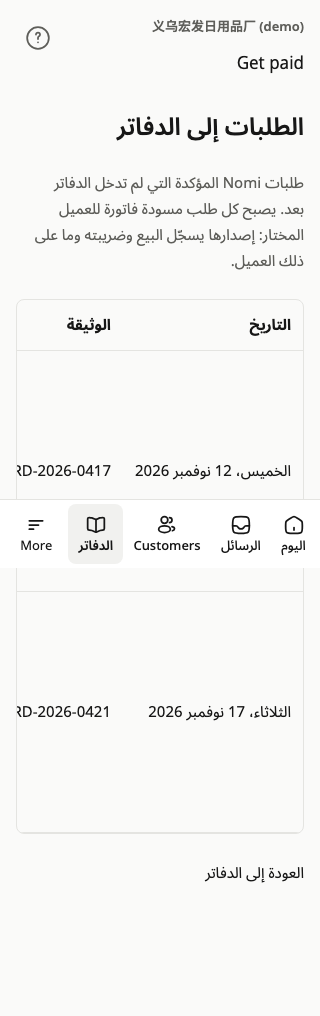 义乌宏发日用品厂 (demo)
Get paid
الطلبات إلى الدفاتر
طلبات Nomi المؤكدة التي لم تدخل الدفاتر
بعد. يصبح كل طلب مسودة فاتورة للعميل
المختار: إصدارها يسجّل البيع وضريبته وما على
ذلك العميل.
التاريخ الوثيقة
الخميس، 12 نوفمبر 2026 RD-2026-0417
اليوم الرسائل Customers الدفاتر More
الثلاثاء، 17 نوفمبر 2026 RD-2026-0421
العودة إلى الدفاتر